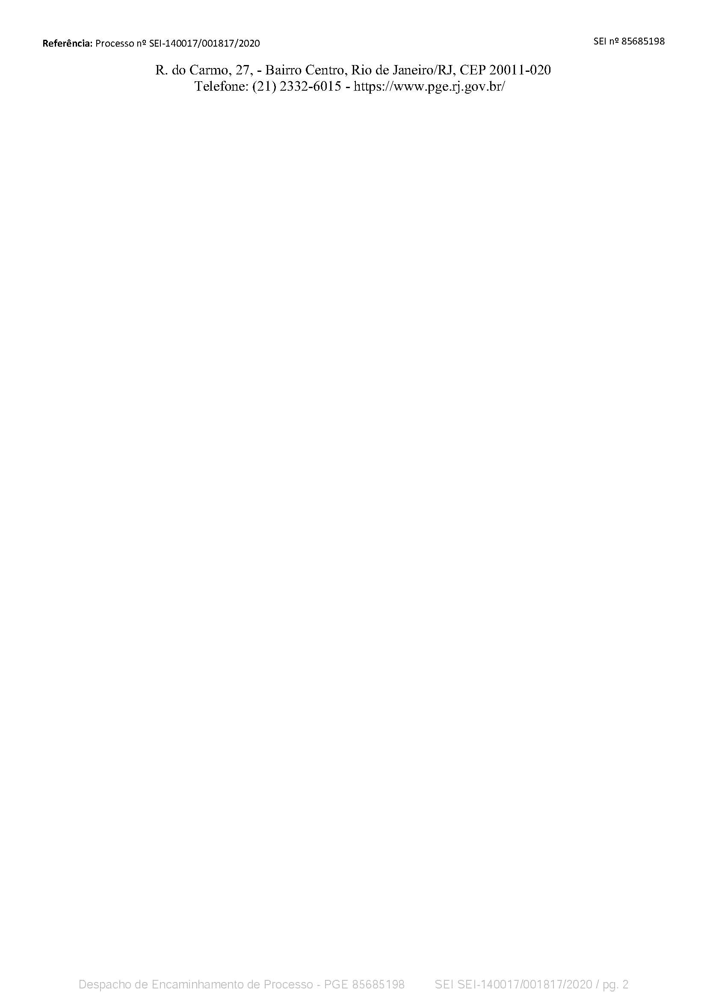 Referência: Processo nº SEI-140017/001817/2020 SEI nº 85685198
R. do Carmo, 27, - Bairro Centro, Rio de Janeiro/RJ, CEP 20011-020
Telefone: (21) 2332-6015 - https://www.pge.rj.gov.br/
Despacho de Encaminhamento de Processo - PGE 85685198 SEI SEI-140017/001817/2020 / pg. 2